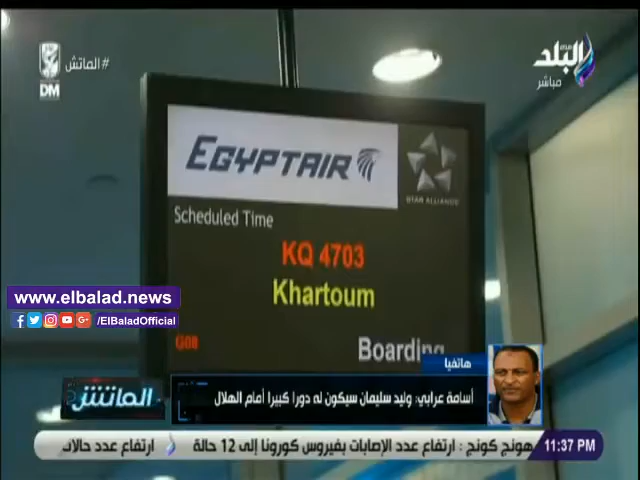 #الماتش
DM
البلد
مباشر
EGYPTAIR
STAR ALLIANCE
Scheduled Time
KQ 4703
Khartoum
G08
Boarding
www.elbalad.news
/ElBaladOfficial
هاتفيا
الماتش
أسامة عرابي: وليد سليمان سيكون له دورا كبيرا أمام الهلال
هونج كونج : ارتفاع عدد الإصابات بفيروس كورونا إلى 12 حالة
ارتفاع عدد حالات
11:37 PM